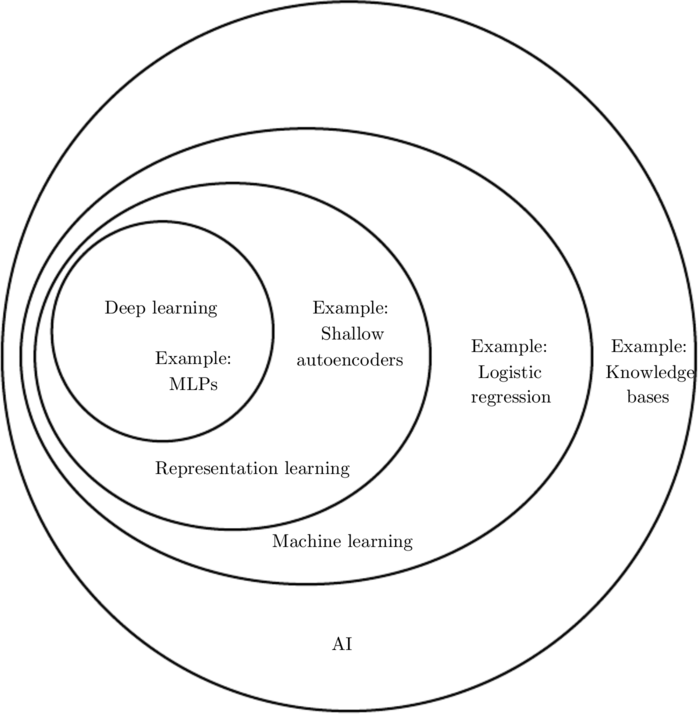 Deep learning
Example:
MLPs
Example:
Shallow
autoencoders
Example:
Logistic
regression
Example:
Knowledge
bases
Representation learning
Machine learning
AI